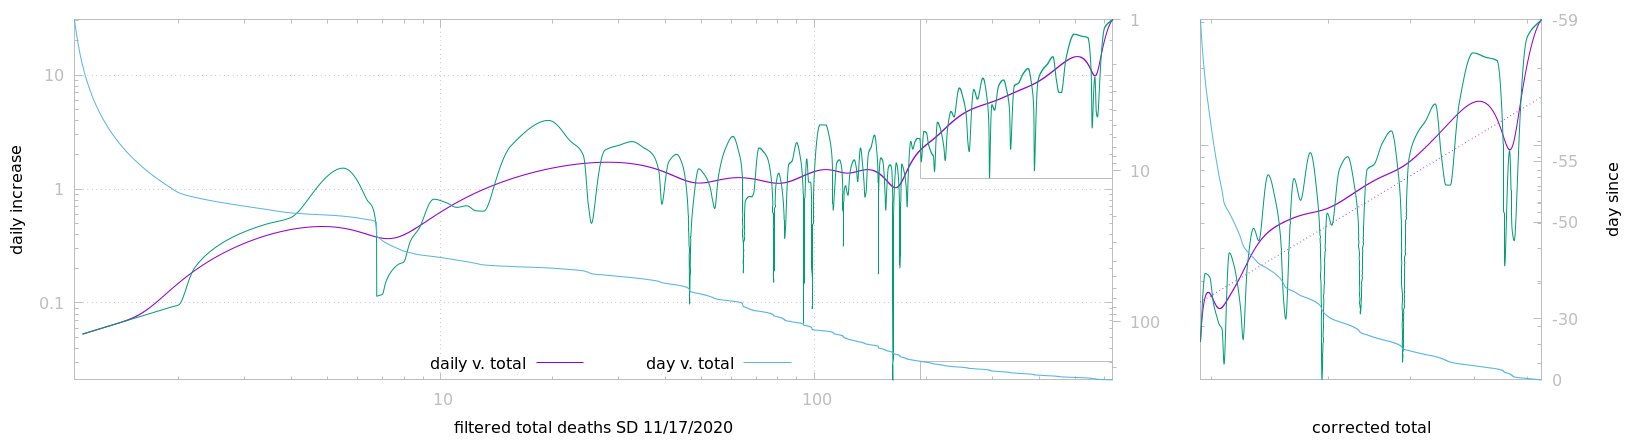 1
-59
10
10
-55
daily increase
1
-50
day since
0.1
100
-30
daily v. total
day v. total
0
10
100
filtered total deaths SD 11/17/2020
corrected total